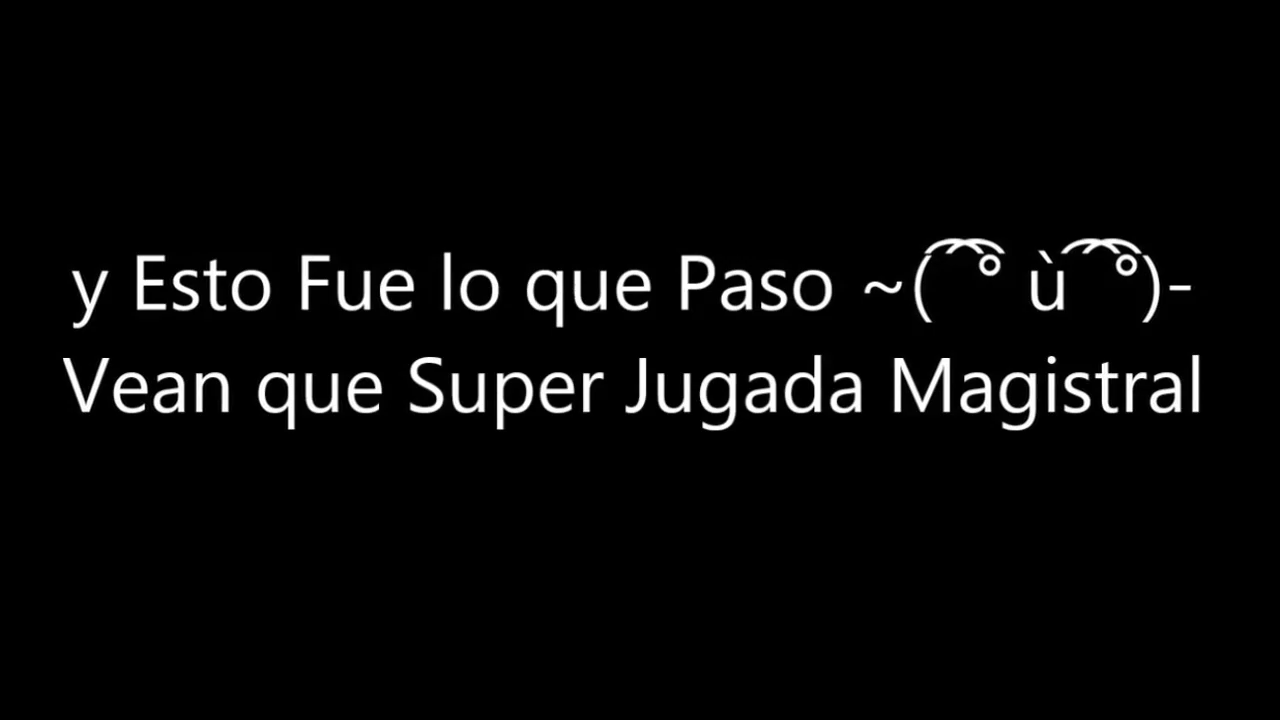 y Esto Fue lo que Paso ~( ͡ ͡° ù ͡ ͡°)-
Vean que Super Jugada Magistral